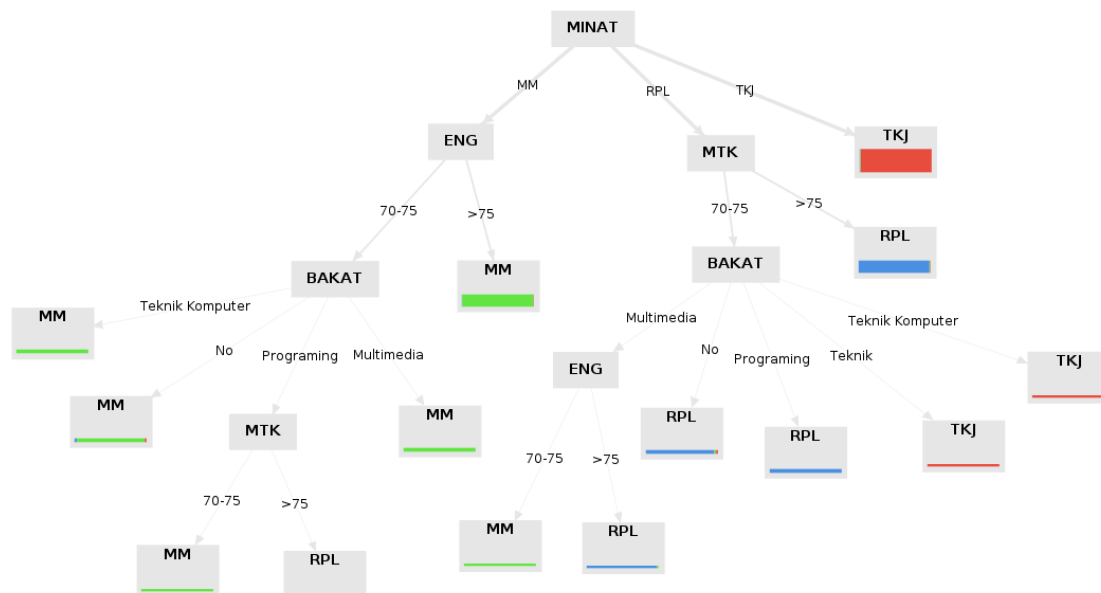 MINAT
MM
RPL
TKJ
ENG
MTK
TKJ
70-75
>75
70-75
>75
RPL
BAKAT
MM
BAKAT
Teknik Komputer
No
Programing
Multimedia
Multimedia
No
Programing
Teknik
Teknik Komputer
MM
MM
MTK
MM
ENG
RPL
RPL
TKJ
TKJ
70-75
>75
70-75
>75
MM
RPL
MM
RPL